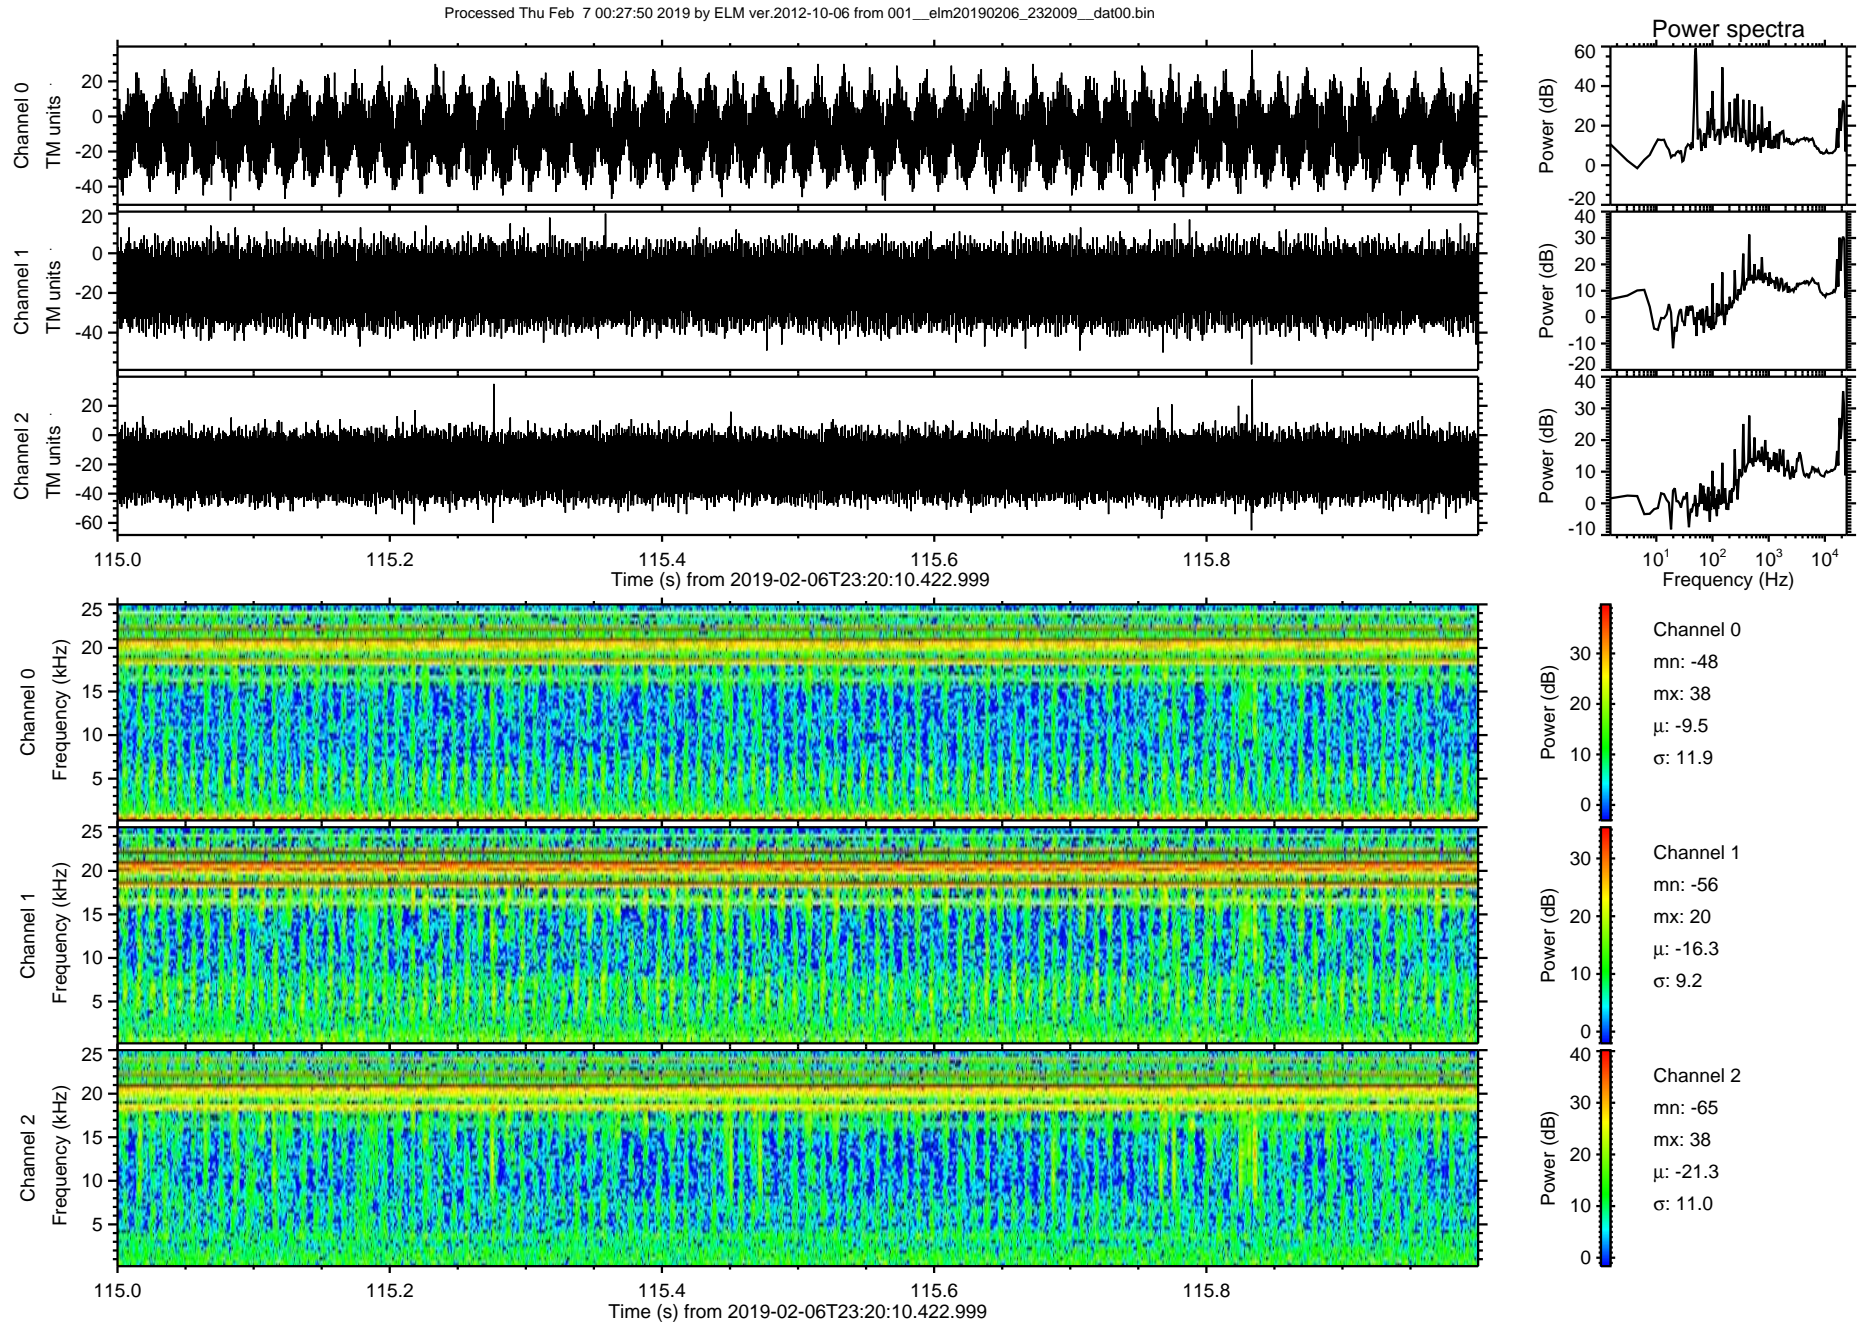 Processed Thu Feb  7 00:27:50 2019 by ELM ver.2012-10-06 from 001__elm20190206_232009__dat00.bin
Power spectra
Channel 0
TM units
20
0
-20
-40
Power (dB)
60
40
20
0
-20
Channel 1
TM units
20
0
-20
-40
Power (dB)
40
30
20
10
0
-10
-20
Channel 2
TM units
20
0
-20
-40
-60
Power (dB)
40
30
20
10
0
-10
115.0 115.2 115.4 115.6 115.8
Time (s) from 2019-02-06T23:20:10.422.999
10^1 10^2 10^3 10^4
Frequency (Hz)
Channel 0
Frequency (kHz)
25
20
15
10
5
Power (dB)
30
20
10
0
Channel 0
mn: -48
mx: 38
μ: -9.5
σ: 11.9
Channel 1
Frequency (kHz)
25
20
15
10
5
Power (dB)
30
20
10
0
Channel 1
mn: -56
mx: 20
μ: -16.3
σ: 9.2
Channel 2
Frequency (kHz)
25
20
15
10
5
Power (dB)
40
30
20
10
0
Channel 2
mn: -65
mx: 38
μ: -21.3
σ: 11.0
115.0 115.2 115.4 115.6 115.8
Time (s) from 2019-02-06T23:20:10.422.999